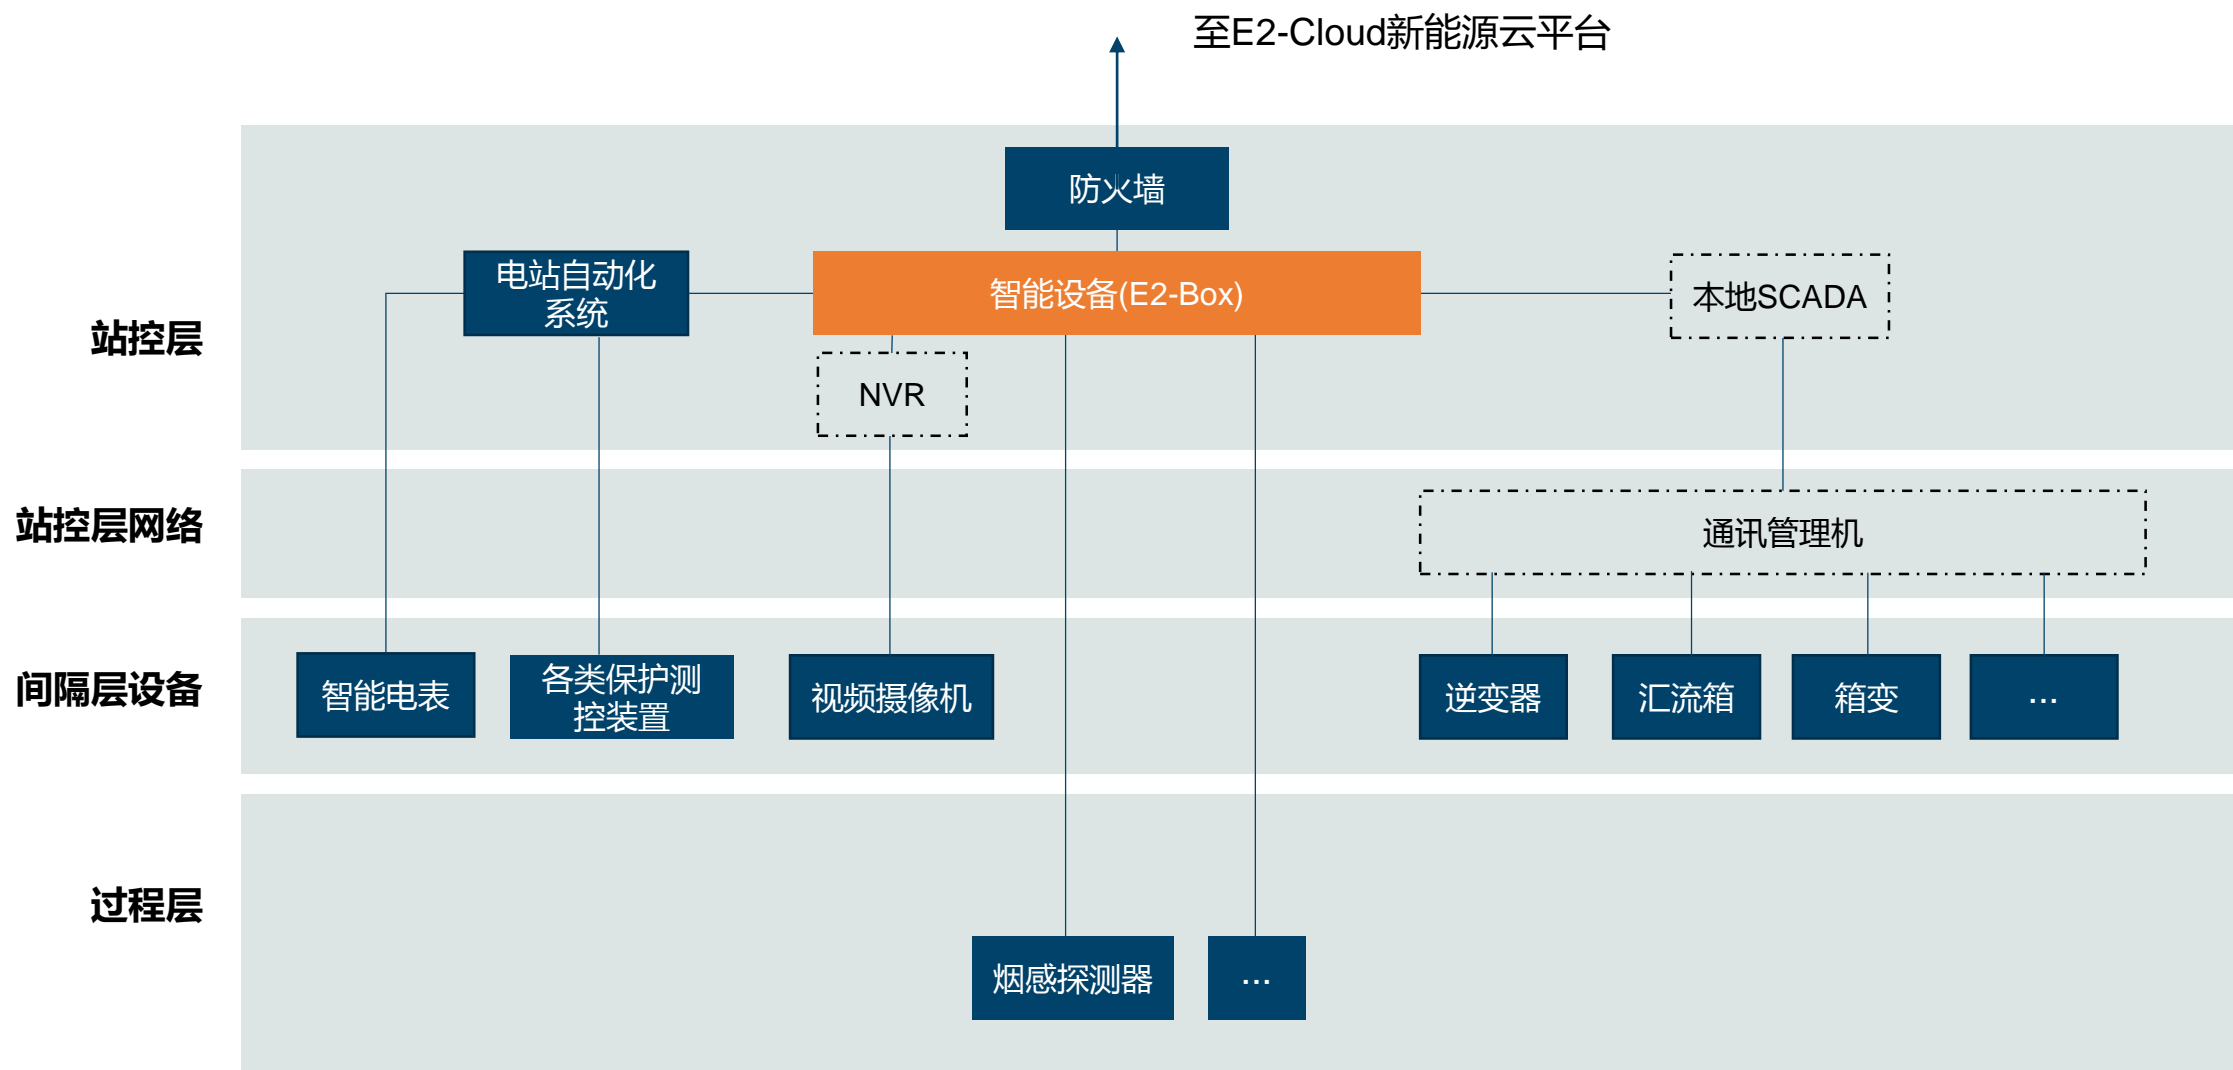 至E2-Cloud新能源云平台
防火墙
电站自动化
系统
智能设备(E2-Box)
本地SCADA
站控层
NVR
站控层网络
通讯管理机
间隔层设备
智能电表
各类保护测
控装置
视频摄像机
逆变器
汇流箱
箱变
...
过程层
烟感探测器
...